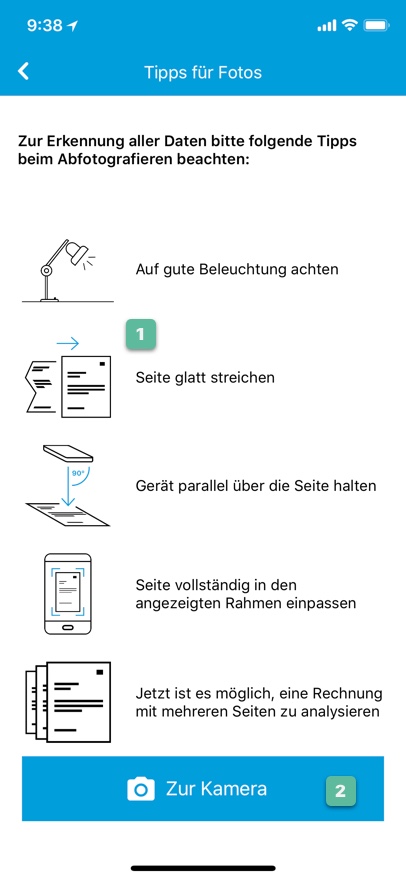 9:38
Tipps für Fotos
Zur Erkennung aller Daten bitte folgende Tipps
beim Abfotografieren beachten:
Auf gute Beleuchtung achten
1
Seite glatt streichen
90°
Gerät parallel über die Seite halten
Seite vollständig in den
angezeigten Rahmen einpassen
Jetzt ist es möglich, eine Rechnung
mit mehreren Seiten zu analysieren
Zur Kamera
2